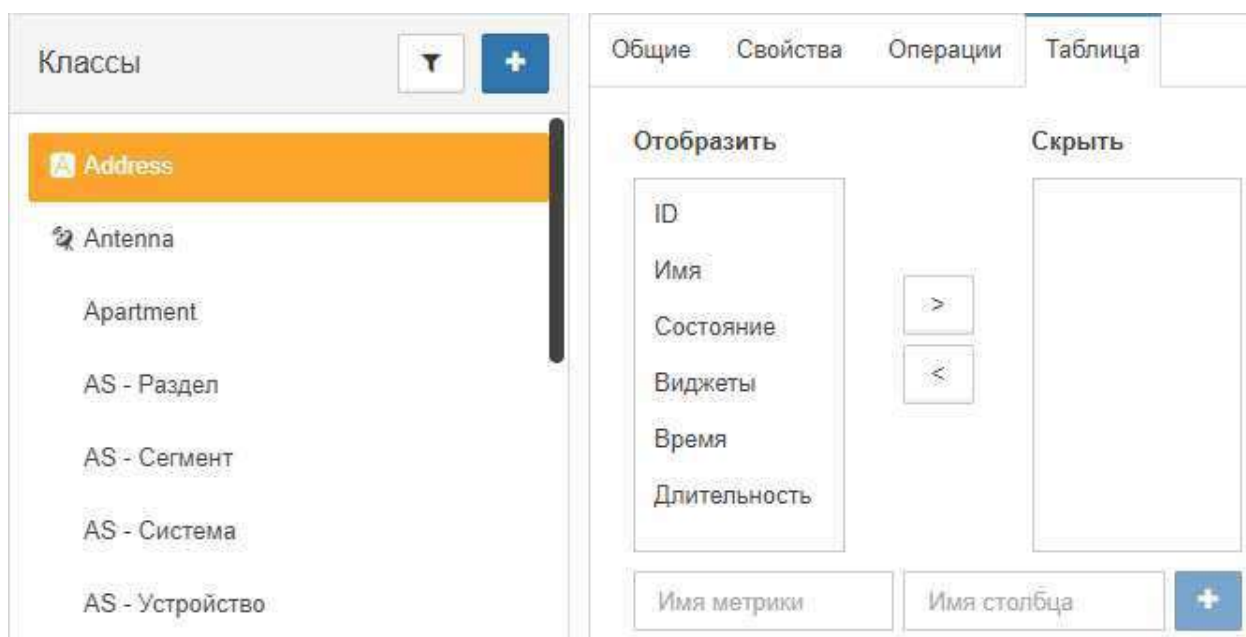 Классы
Address
Antenna
Apartment
AS - Раздел
AS - Сегмент
AS - Система
AS - Устройство
Общие Свойства Операции Таблица
Отобразить Скрыть
ID
Имя
Состояние
Виджеты
Время
Длительность
>
<
Имя метрики Имя столбца